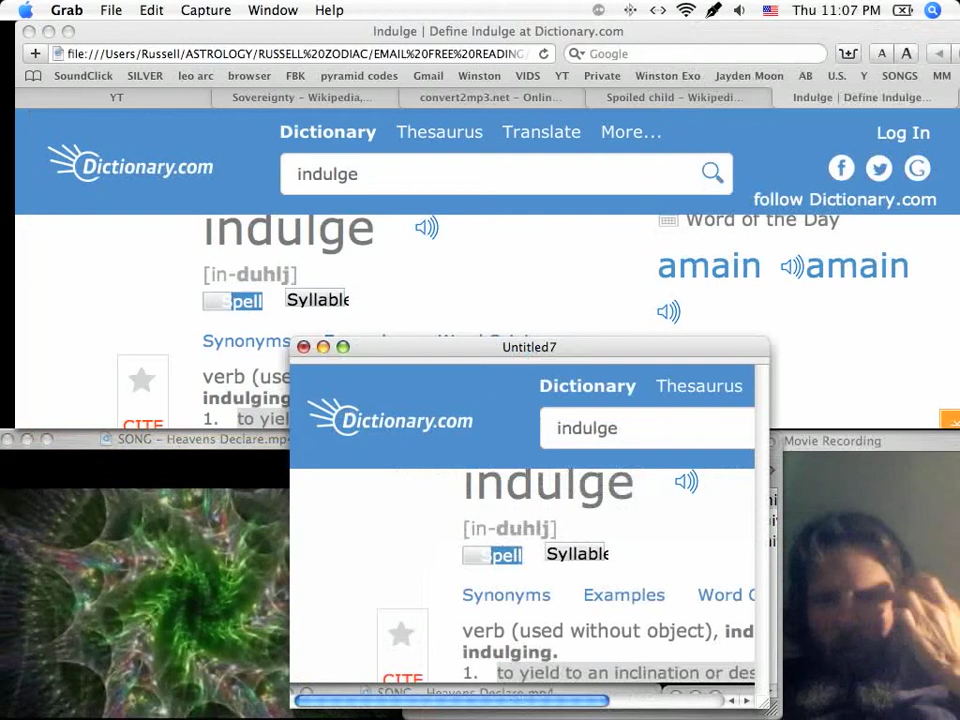 Grab File Edit Capture Window Help Thu 11:07 PM
Indulge | Define Indulge at Dictionary.com
file:///Users/Russell/ASTROLOGY/RUSSELL%20ZODIAC/EMAIL%20FREE%20READING/ Google A A
SoundClick SILVER leo arc browser FBK pyramid codes Gmail Winston VIDS YT Private Winston Exo Jayden Moon AB U.S. Y SONGS MM
YT Sovereignty – Wikipedia,... convert2mp3.net – Onlin... Spoiled child – Wikipedi... Indulge | Define Indulge...
Dictionary Thesaurus Translate More... Log In
Dictionary.com
indulge
follow Dictionary.com
indulge
Word of the Day
[in-duhlj]
amain amain
Spell Syllable
Synonyms
verb (use
indulging
1. to yiel
CITE
Untitled7
Dictionary Thesaurus
Dictionary.com
indulge
indulge
[in-duhlj]
Spell Syllable
Synonyms Examples Word
verb (used without object), ind
indulging.
1. to yield to an inclination or des
CITE
SONG – Heavens Declare.mp4
SONG – Heavens Declare.mp4
Movie Recording